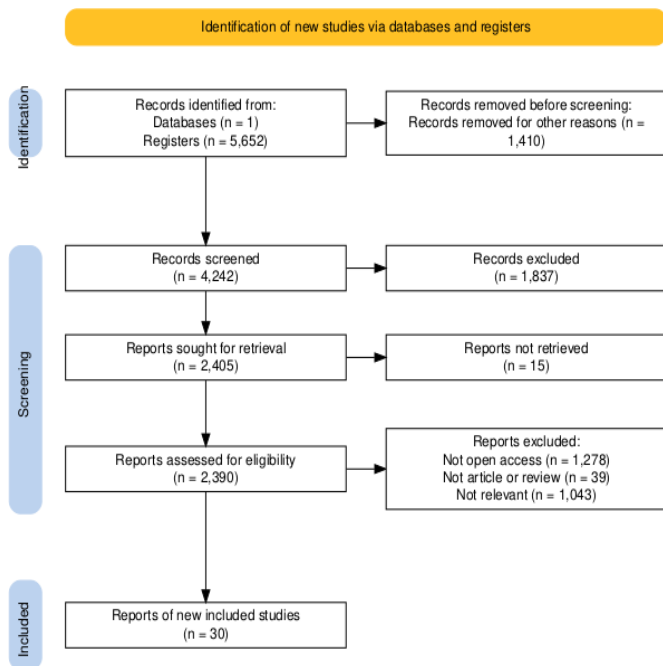 Identification of new studies via databases and registers
Identification
Records identified from:
Databases (n = 1)
Registers (n = 5,652)
Records removed before screening:
Records removed for other reasons (n =
1,410)
Screening
Records screened
(n = 4,242)
Records excluded
(n = 1,837)
Reports sought for retrieval
(n = 2,405)
Reports not retrieved
(n = 15)
Reports assessed for eligibility
(n = 2,390)
Reports excluded:
Not open access (n = 1,278)
Not article or review (n = 39)
Not relevant (n = 1,043)
Included
Reports of new included studies
(n = 30)